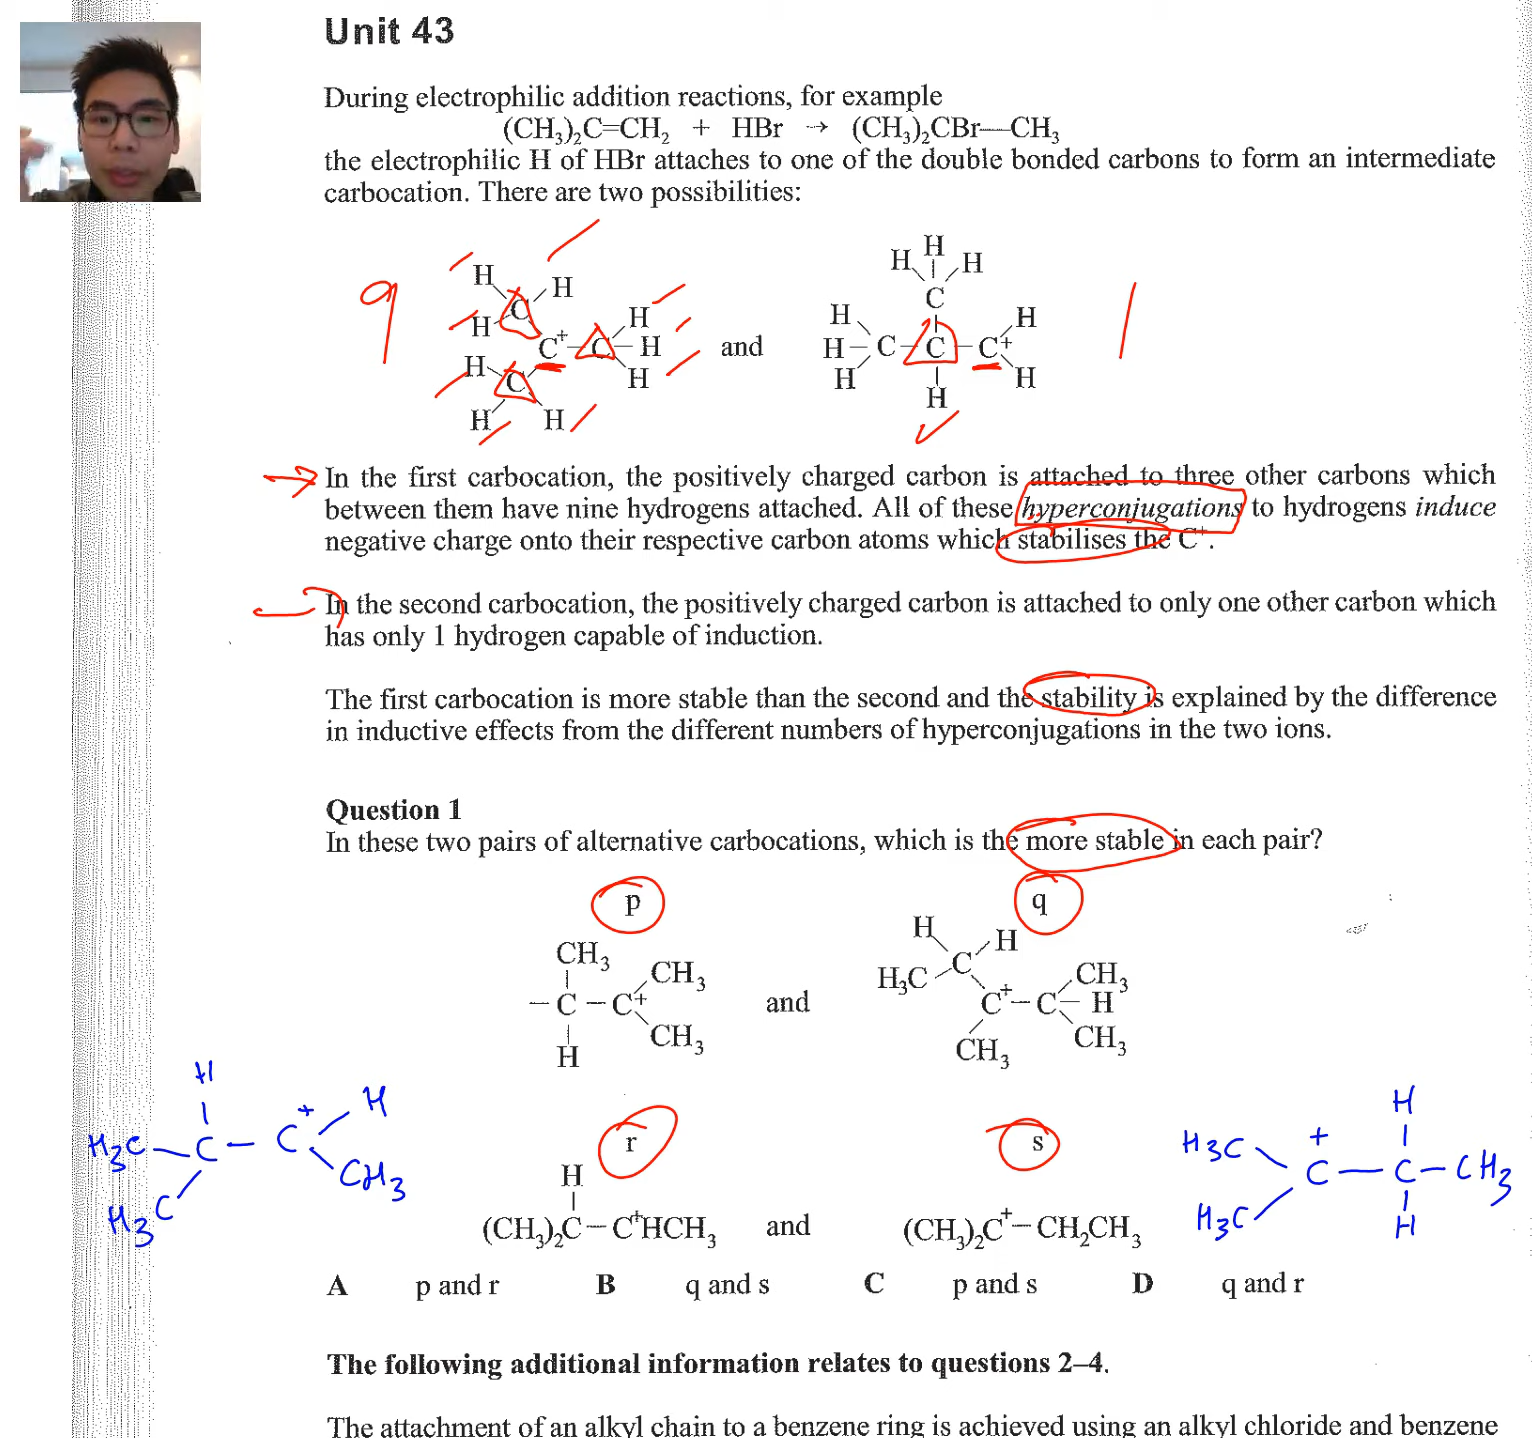 Unit 43
During electrophilic addition reactions, for example
(CH₃)₂C=CH₂ + HBr → (CH₃)₂CBr—CH₃
the electrophilic H of HBr attaches to one of the double bonded carbons to form an intermediate
carbocation. There are two possibilities:
9
H H
C
H H
C⁺ C H
H H
C
H H
and
H H H
C
H H
H C C C+
H H
H
1
In the first carbocation, the positively charged carbon is attached to three other carbons which
between them have nine hydrogens attached. All of these hyperconjugations to hydrogens induce
negative charge onto their respective carbon atoms which stabilises the C⁺.
In the second carbocation, the positively charged carbon is attached to only one other carbon which
has only 1 hydrogen capable of induction.
The first carbocation is more stable than the second and the stability is explained by the difference
in inductive effects from the different numbers of hyperconjugations in the two ions.
Question 1
In these two pairs of alternative carbocations, which is the more stable in each pair?
p
q
CH₃ CH₃
– C – C+
H CH₃
and
H H
H₃C C CH₃
C⁺ – C – H
CH₃ CH₃
H H
H₃C – C – C⁺
H₃C CH₃
r
H
(CH₃)₂C – C⁺HCH₃
and
s
(CH₃)₂C⁺ – CH₂CH₃
H
H₃C +
C – C – CH₃
H₃C H
A p and r B q and s C p and s D q and r
The following additional information relates to questions 2–4.
The attachment of an alkyl chain to a benzene ring is achieved using an alkyl chloride and benzene